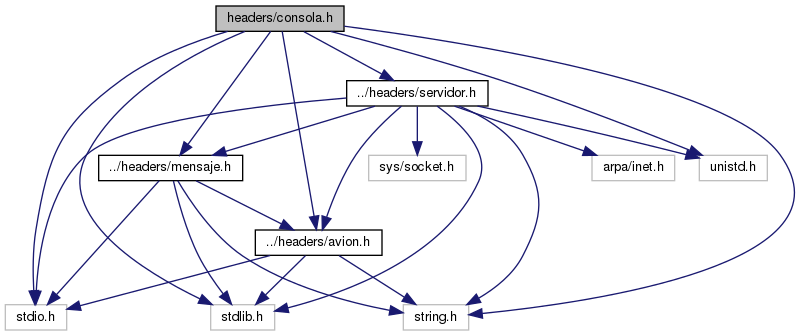 headers/consola.h
../headers/servidor.h
../headers/mensaje.h
sys/socket.h
arpa/inet.h
unistd.h
../headers/avion.h
stdio.h
stdlib.h
string.h